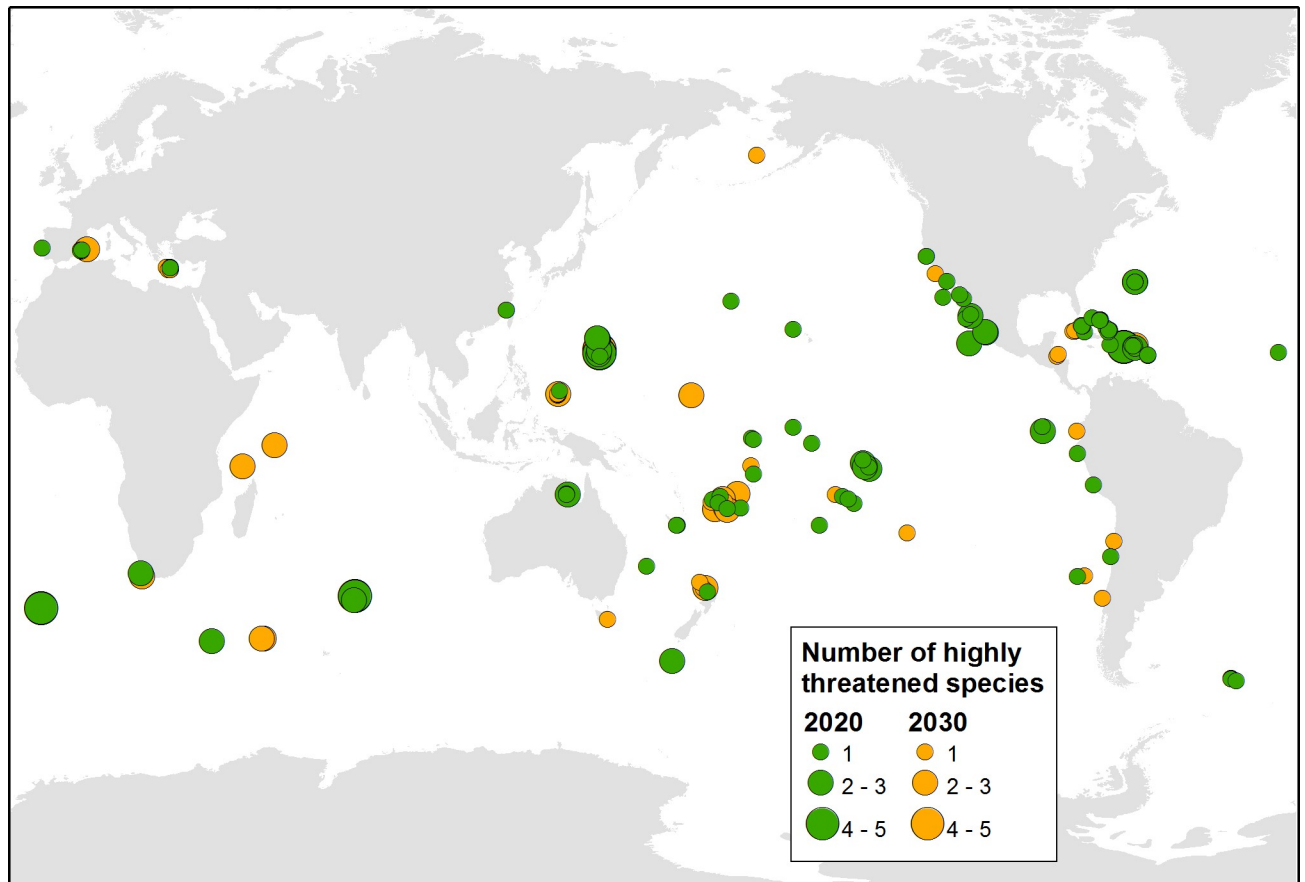 Number of highly
threatened species
2020 2030
1 1
2 - 3 2 - 3
4 - 5 4 - 5